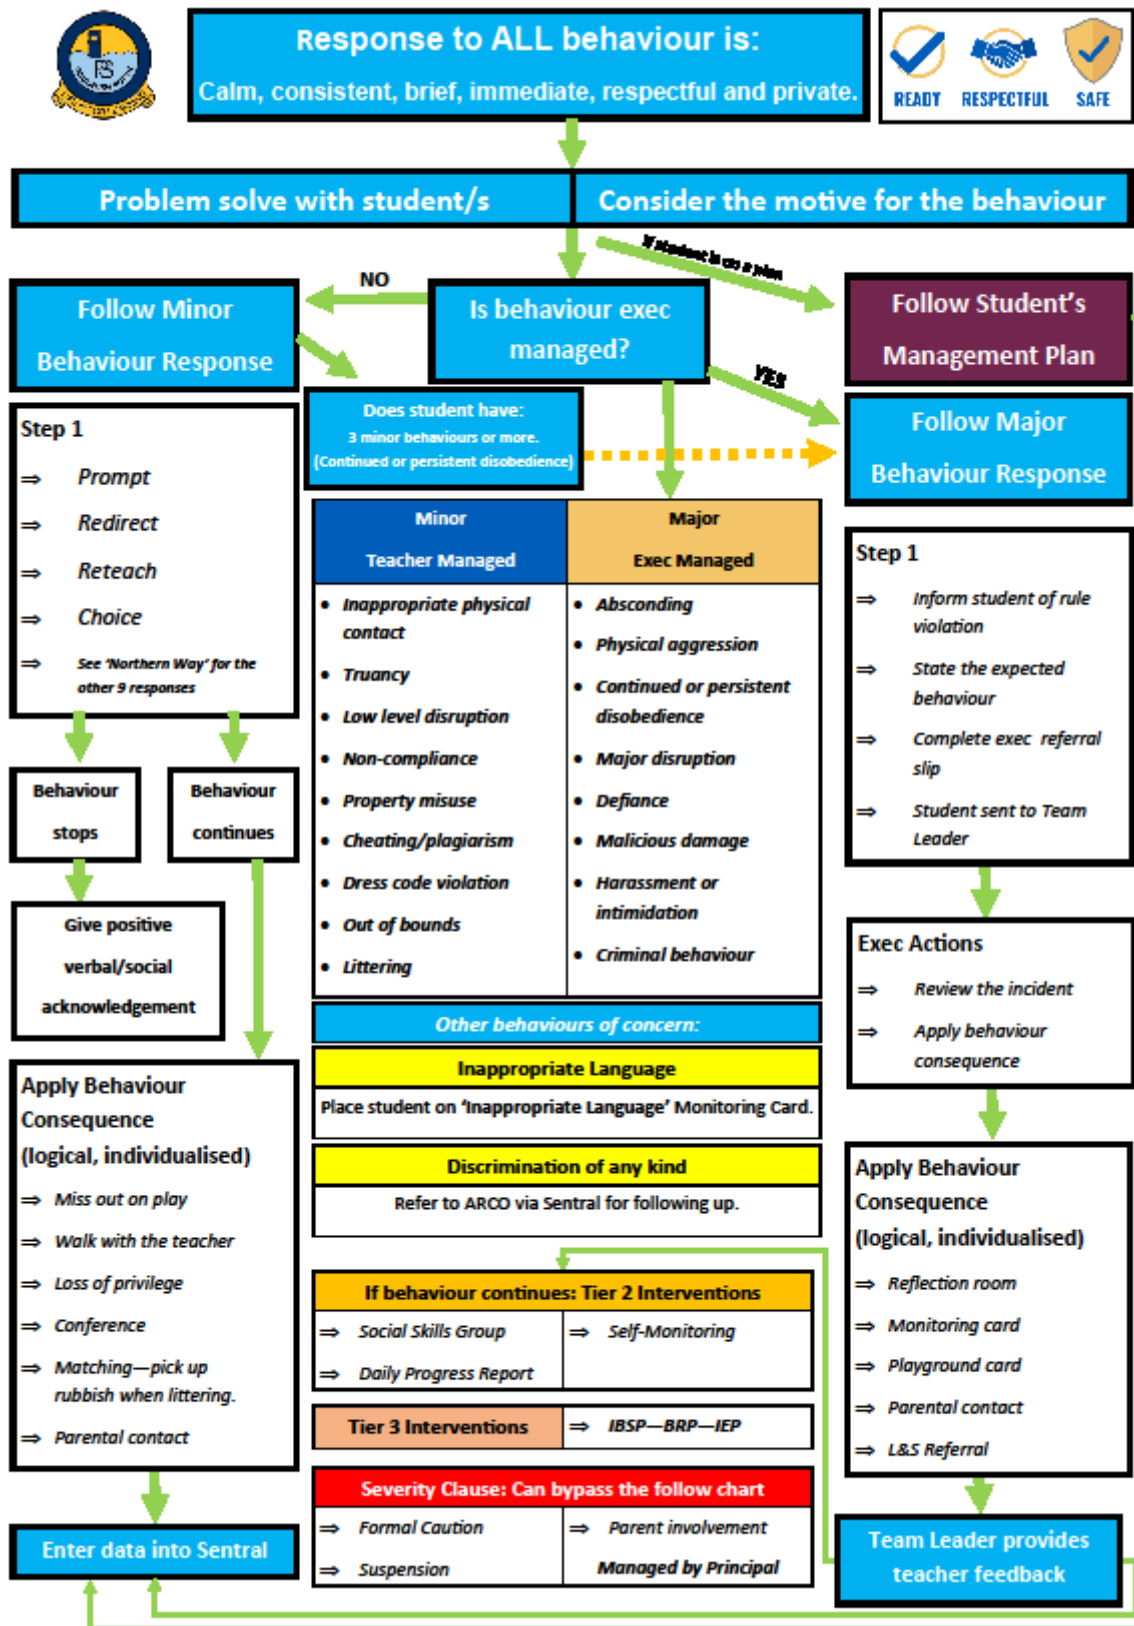 Response to ALL behaviour is:
Calm, consistent, brief, immediate, respectful and private.
READY RESPECTFUL SAFE
Problem solve with student/s
Consider the motive for the behaviour
If student is on a plan
NO
Follow Minor
Behaviour Response
Is behaviour exec
managed?
YES
Follow Student's
Management Plan
Does student have:
3 minor behaviours or more.
(Continued or persistent disobedience)
Follow Major
Behaviour Response
Step 1
⇒ Prompt
⇒ Redirect
⇒ Reteach
⇒ Choice
⇒ See 'Northern Way' for the
other 9 responses
Behaviour
stops
Behaviour
continues
Give positive
verbal/social
acknowledgement
Apply Behaviour
Consequence
(logical, individualised)
⇒ Miss out on play
⇒ Walk with the teacher
⇒ Loss of privilege
⇒ Conference
⇒ Matching—pick up
rubbish when littering.
⇒ Parental contact
Enter data into Sentral
Minor
Teacher Managed
• Inappropriate physical
contact
• Truancy
• Low level disruption
• Non-compliance
• Property misuse
• Cheating/plagiarism
• Dress code violation
• Out of bounds
• Littering
Major
Exec Managed
• Absconding
• Physical aggression
• Continued or persistent
disobedience
• Major disruption
• Defiance
• Malicious damage
• Harassment or
intimidation
• Criminal behaviour
Other behaviours of concern:
Inappropriate Language
Place student on 'Inappropriate Language' Monitoring Card.
Discrimination of any kind
Refer to ARCO via Sentral for following up.
If behaviour continues: Tier 2 Interventions
⇒ Social Skills Group
⇒ Daily Progress Report
⇒ Self-Monitoring
Tier 3 Interventions
⇒ IBSP—BRP—IEP
Severity Clause: Can bypass the follow chart
⇒ Formal Caution
⇒ Suspension
⇒ Parent involvement
Managed by Principal
Step 1
⇒ Inform student of rule
violation
⇒ State the expected
behaviour
⇒ Complete exec referral
slip
⇒ Student sent to Team
Leader
Exec Actions
⇒ Review the incident
⇒ Apply behaviour
consequence
Apply Behaviour
Consequence
(logical, individualised)
⇒ Reflection room
⇒ Monitoring card
⇒ Playground card
⇒ Parental contact
⇒ L&S Referral
Team Leader provides
teacher feedback